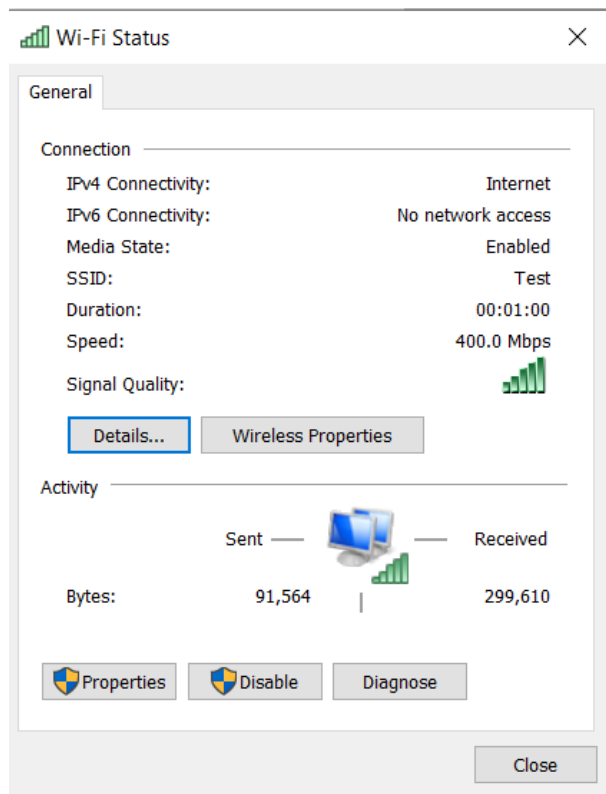 Wi-Fi Status
General
Connection
IPv4 Connectivity: Internet
IPv6 Connectivity: No network access
Media State: Enabled
SSID: Test
Duration: 00:01:00
Speed: 400.0 Mbps
Signal Quality:
Details... Wireless Properties
Activity
Sent Received
Bytes: 91,564 299,610
Properties Disable Diagnose
Close